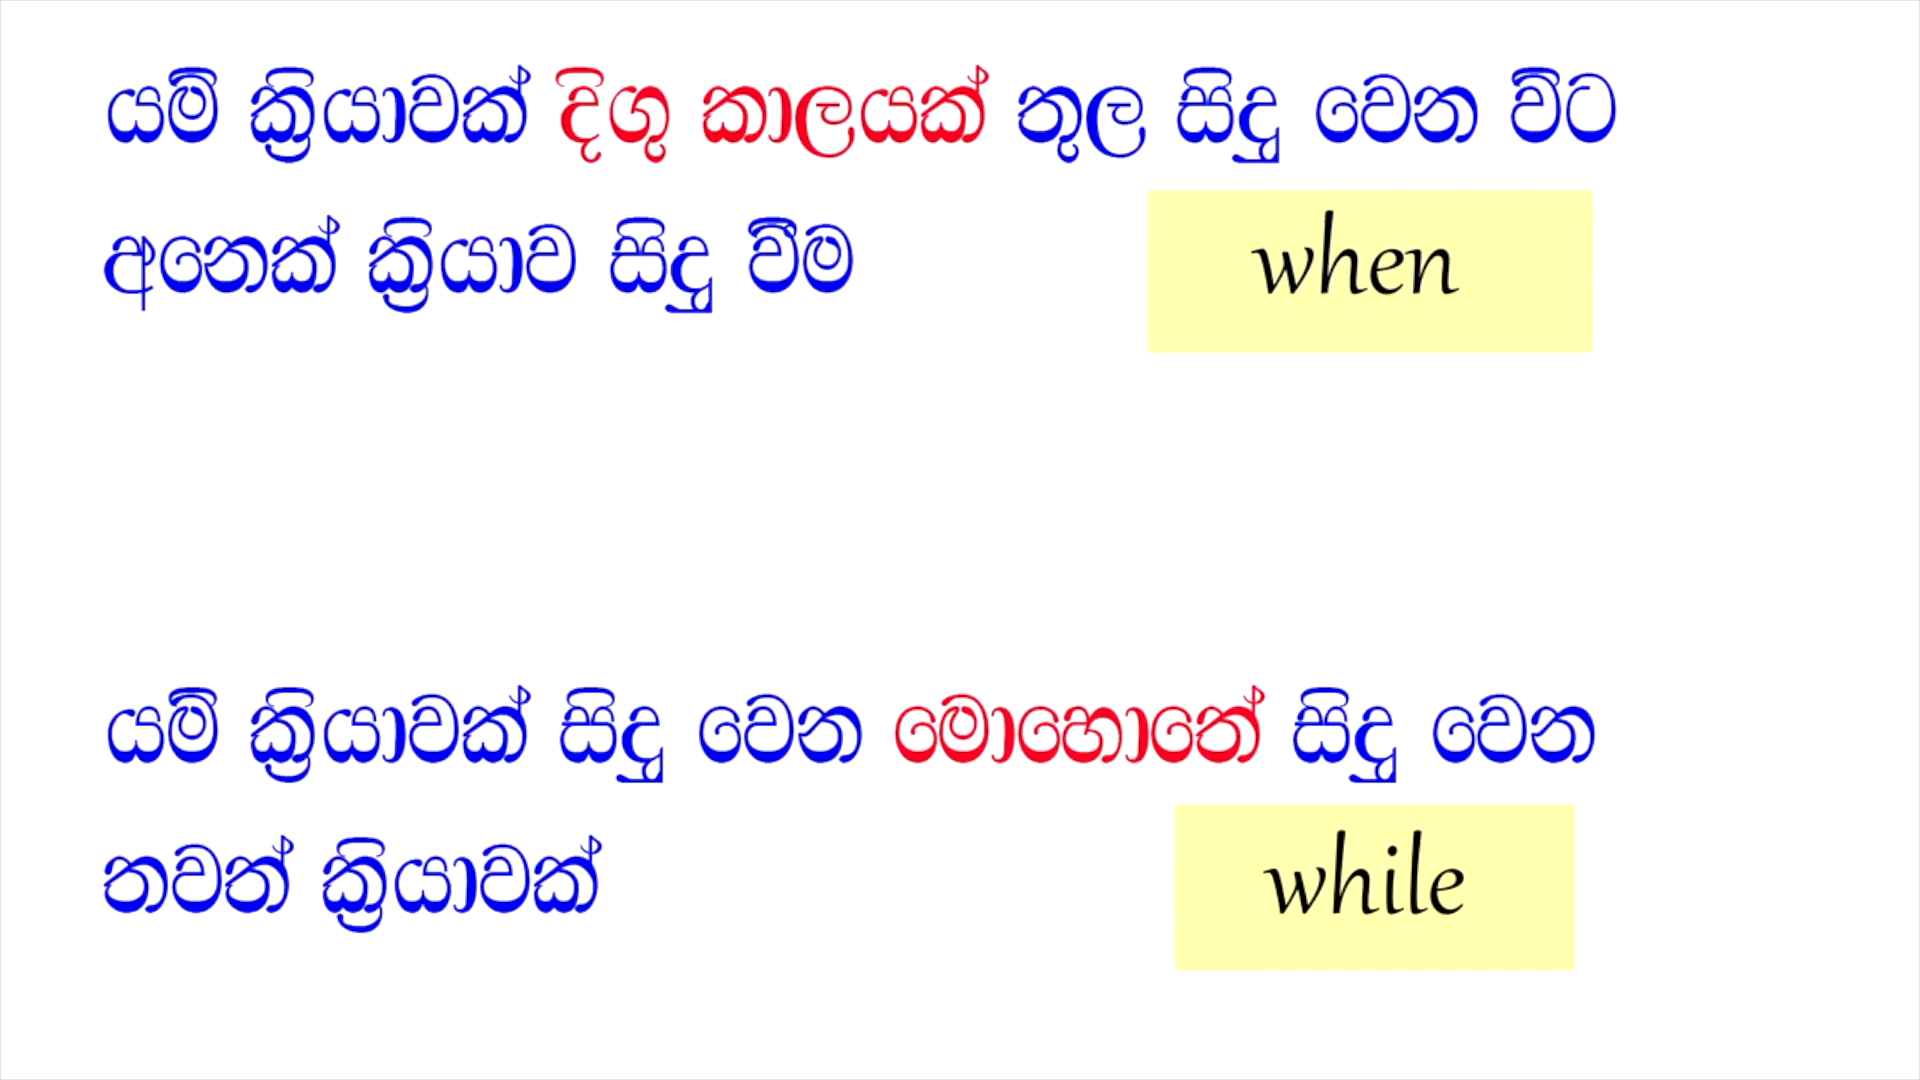 යම් ක්‍රියාවක් දිගු කාලයක් තුල සිදු වෙන විට
අනෙක් ක්‍රියාව සිදු වීම
when
යම් ක්‍රියාවක් සිදු වෙන මොහොතේ සිදු වෙන
තවත් ක්‍රියාවක්
while